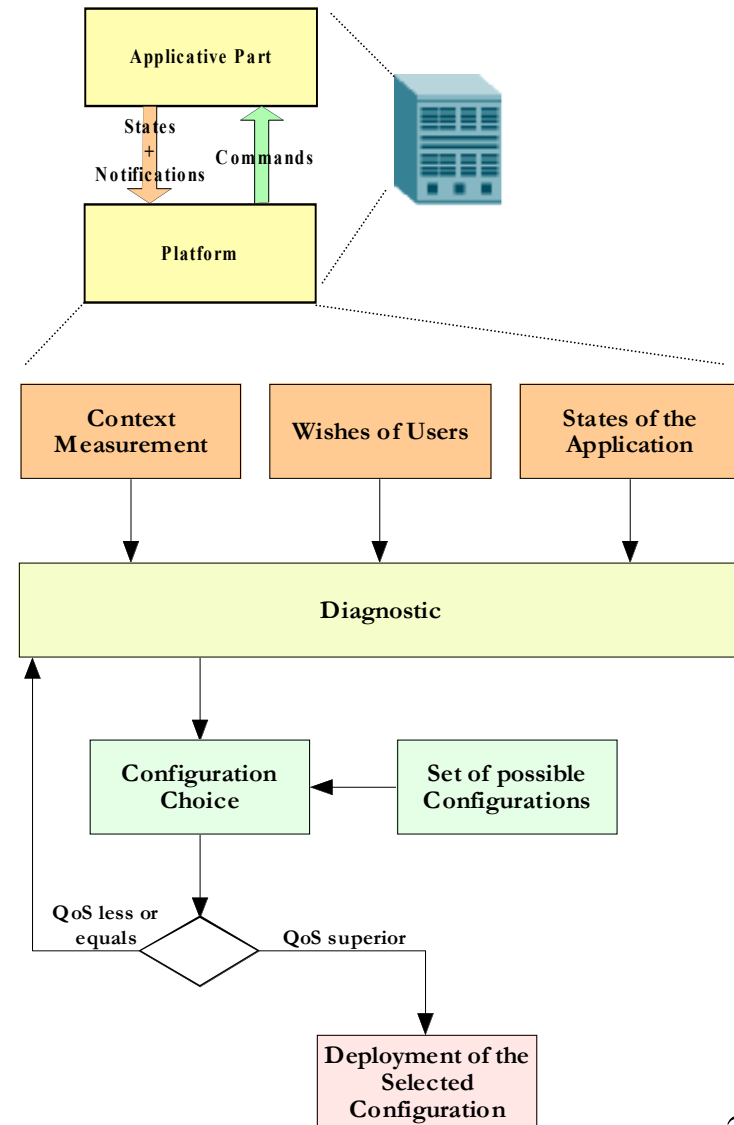 Applicative Part
States
+
Notifications
Commands
Platform
Context
Measurement
Wishes of Users
States of the
Application
Diagnostic
Configuration
Choice
Set of possible
Configurations
QoS less or
equals
QoS superior
Deployment of the
Selected
Configuration